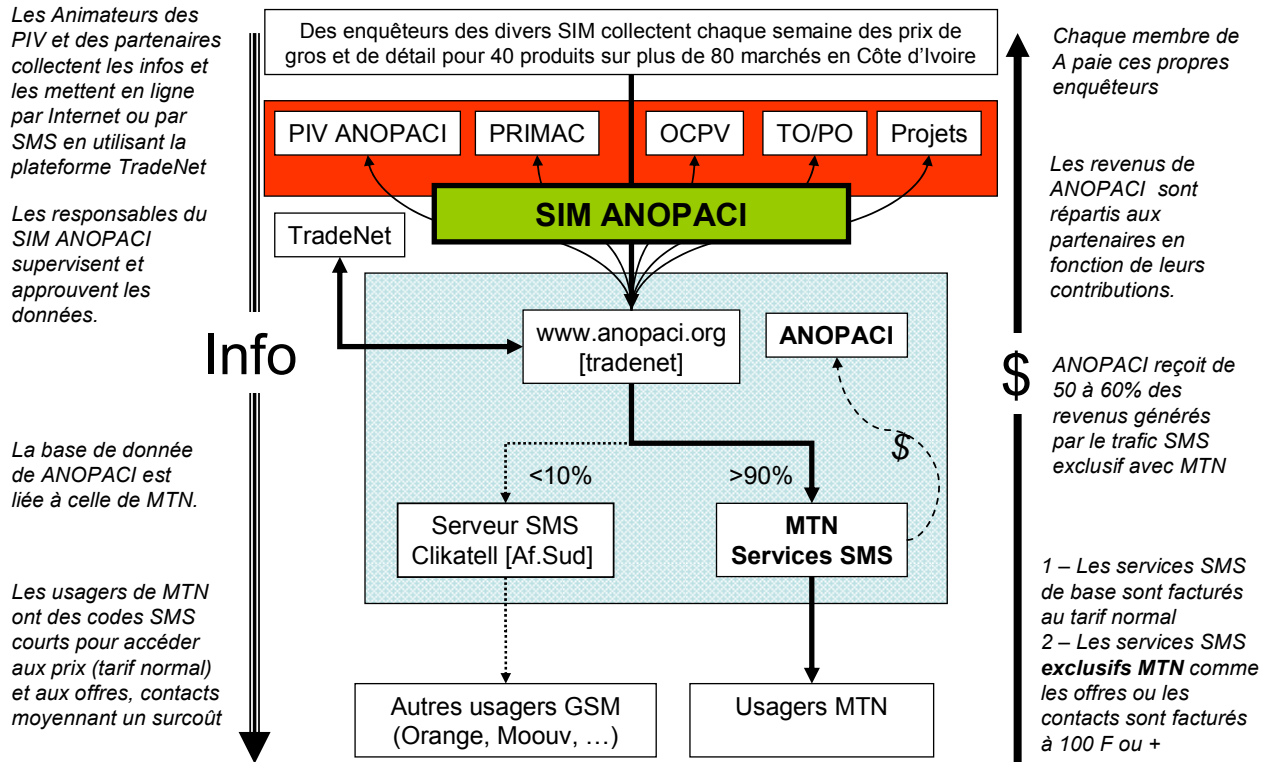 Les Animateurs des
PIV et des partenaires
collectent les infos et
les mettent en ligne
par Internet ou par
SMS en utilisant la
plateforme TradeNet
Les responsables du
SIM ANOPACI
supervisent et
approuvent les
données.
La base de donnée
de ANOPACI est
liée à celle de MTN.
Les usagers de MTN
ont des codes SMS
courts pour accéder
aux prix (tarif normal)
et aux offres, contacts
moyennant un surcoût
Info
Des enquêteurs des divers SIM collectent chaque semaine des prix de
gros et de détail pour 40 produits sur plus de 80 marchés en Côte d'Ivoire
PIV ANOPACI
PRIMAC
OCPV
TO/PO
Projets
SIM ANOPACI
TradeNet
www.anopaci.org
[tradenet]
ANOPACI
$
<10%
>90%
Serveur SMS
Clikatell [Af.Sud]
MTN
Services SMS
Autres usagers GSM
(Orange, Moouv, …)
Usagers MTN
$
Chaque membre de
A paie ces propres
enquêteurs
Les revenus de
ANOPACI sont
répartis aux
partenaires en
fonction de leurs
contributions.
ANOPACI reçoit de
50 à 60% des
revenus générés
par le trafic SMS
exclusif avec MTN
1 – Les services SMS
de base sont facturés
au tarif normal
2 – Les services SMS
exclusifs MTN comme
les offres ou les
contacts sont facturés
à 100 F ou +